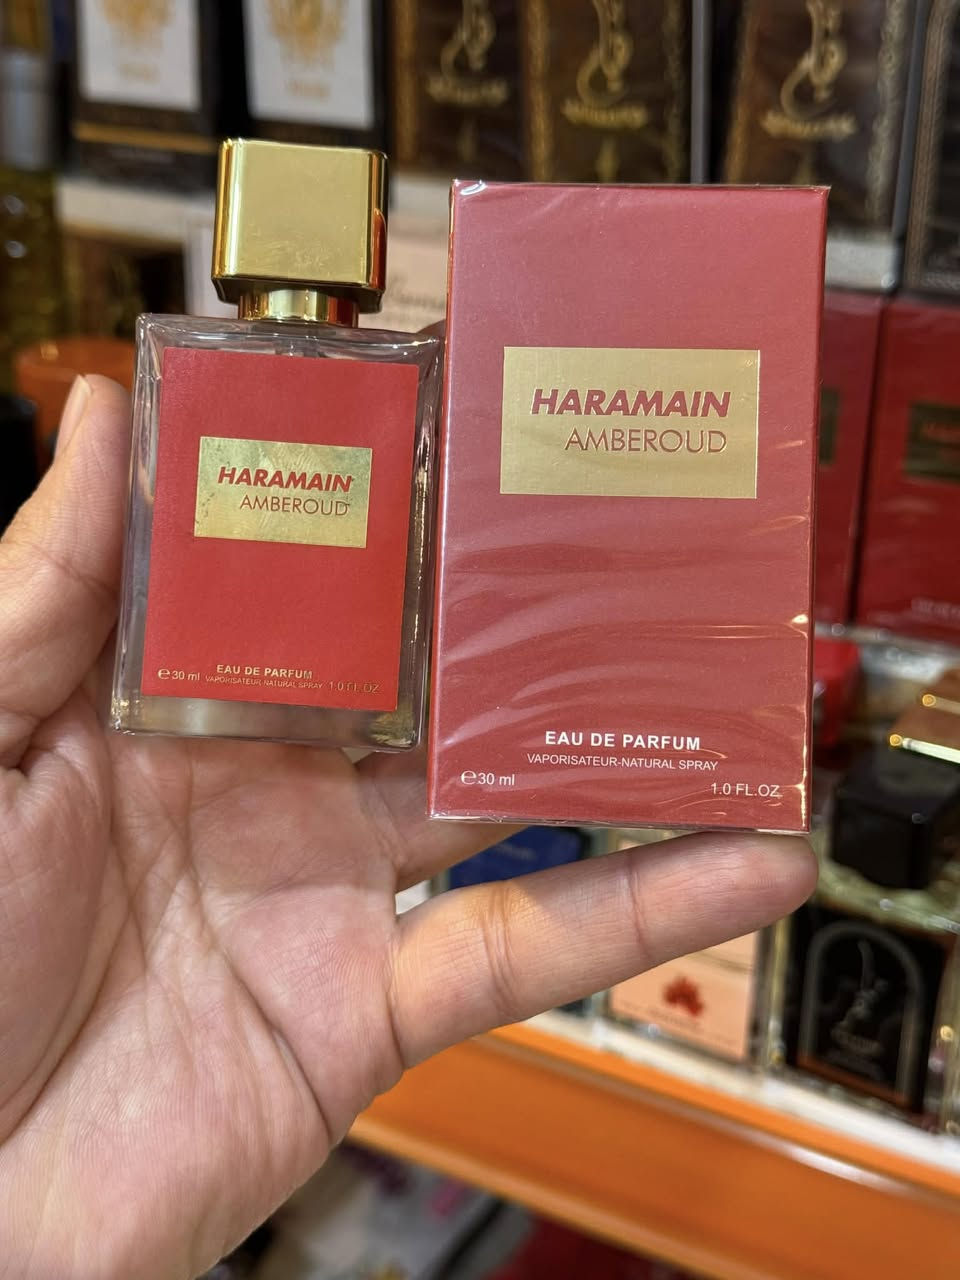 HARAMAIN
AMBEROUD
EAU DE PARFUM
℮30 ml VAPORISATEUR-NATURAL SPRAY 1.0 FL.OZ
HARAMAIN
AMBEROUD
EAU DE PARFUM
VAPORISATEUR-NATURAL SPRAY
℮30 ml 1.0 FL.OZ